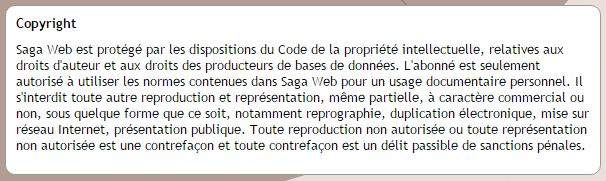 Copyright
Saga Web est protégé par les dispositions du Code de la propriété intellectuelle, relatives aux
droits d'auteur et aux droits des producteurs de bases de données. L'abonné est seulement
autorisé à utiliser les normes contenues dans Saga Web pour un usage documentaire personnel. Il
s'interdit toute autre reproduction et représentation, même partielle, à caractère commercial ou
non, sous quelque forme que ce soit, notamment reprographie, duplication électronique, mise sur
réseau Internet, présentation publique. Toute reproduction non autorisée ou toute représentation
non autorisée est une contrefaçon et toute contrefaçon est un délit passible de sanctions pénales.